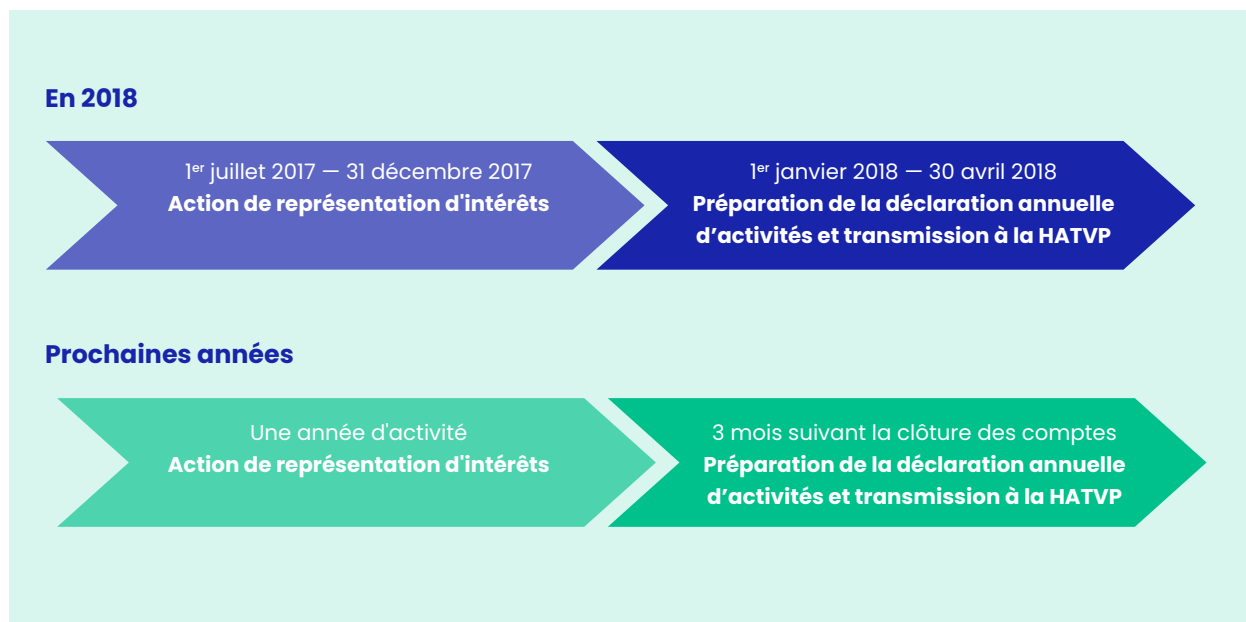 En 2018
1er juillet 2017 — 31 décembre 2017
Action de représentation d'intérêts
1er janvier 2018 — 30 avril 2018
Préparation de la déclaration annuelle
d’activités et transmission à la HATVP
Prochaines années
Une année d'activité
Action de représentation d'intérêts
3 mois suivant la clôture des comptes
Préparation de la déclaration annuelle
d’activités et transmission à la HATVP